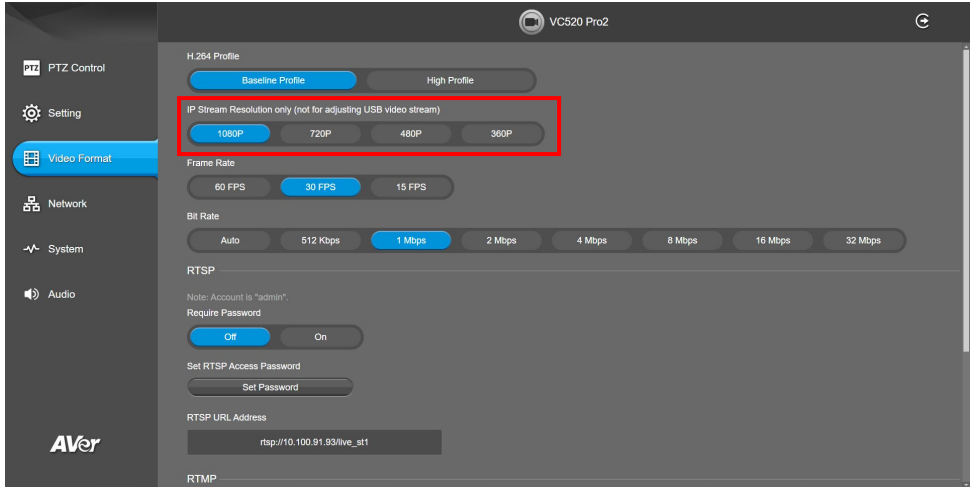 VC520 Pro2
PTZ PTZ Control
Setting
Video Format
Network
System
Audio
AVer
H.264 Profile
Baseline Profile High Profile
IP Stream Resolution only (not for adjusting USB video stream)
1080P 720P 480P 360P
Frame Rate
60 FPS 30 FPS 15 FPS
Bit Rate
Auto 512 Kbps 1 Mbps 2 Mbps 4 Mbps 8 Mbps 16 Mbps 32 Mbps
RTSP
Note: Account is "admin".
Require Password
Off On
Set RTSP Access Password
Set Password
RTSP URL Address
rtsp://10.100.91.93/live_st1
RTMP